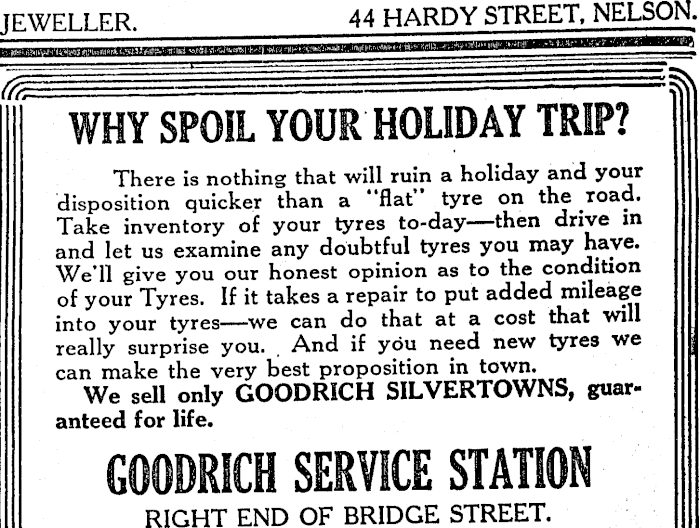 JEWELLER. 44 HARDY STREET, NELSON.
WHY SPOIL YOUR HOLIDAY TRIP?
There is nothing that will ruin a holiday and your
disposition quicker than a "flat" tyre on the road.
Take inventory of your tyres to-day—then drive in
and let us examine any doubtful tyres you may have.
We'll give you our honest opinion as to the condition
of your Tyres. If it takes a repair to put added mileage
into your tyres—we can do that at a cost that will
really surprise you. And if you need new tyres we
can make the very best proposition in town.
We sell only GOODRICH SILVERTOWNS, guar-
anteed for life.
GOODRICH SERVICE STATION
RIGHT END OF BRIDGE STREET.